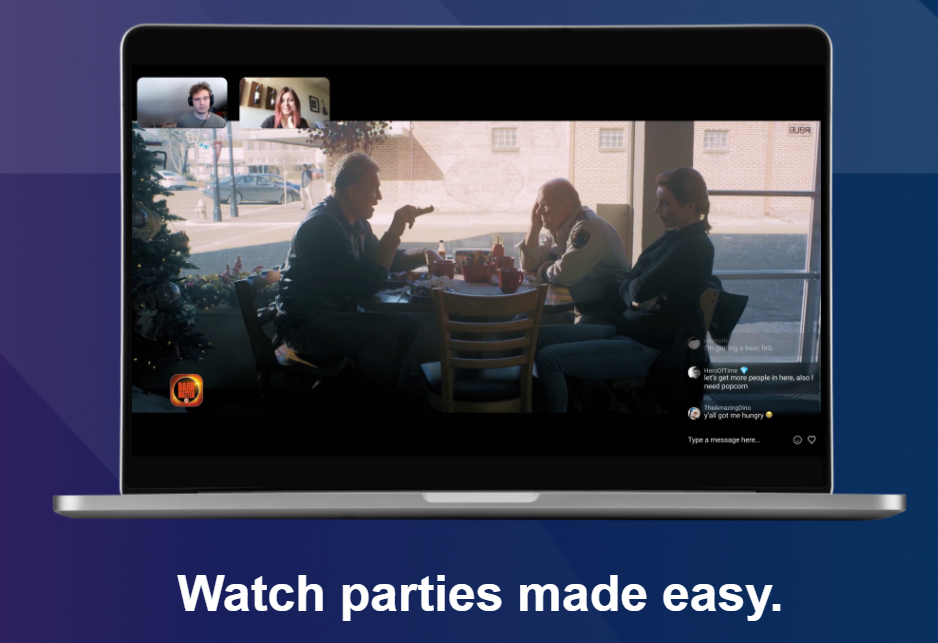 I'm getting a beer, brb
HeroOfTime 💎
let's get more people in here, also I
need popcorn
TheAmazingDino
y'all got me hungry 😂
Type a message here...
Watch parties made easy.